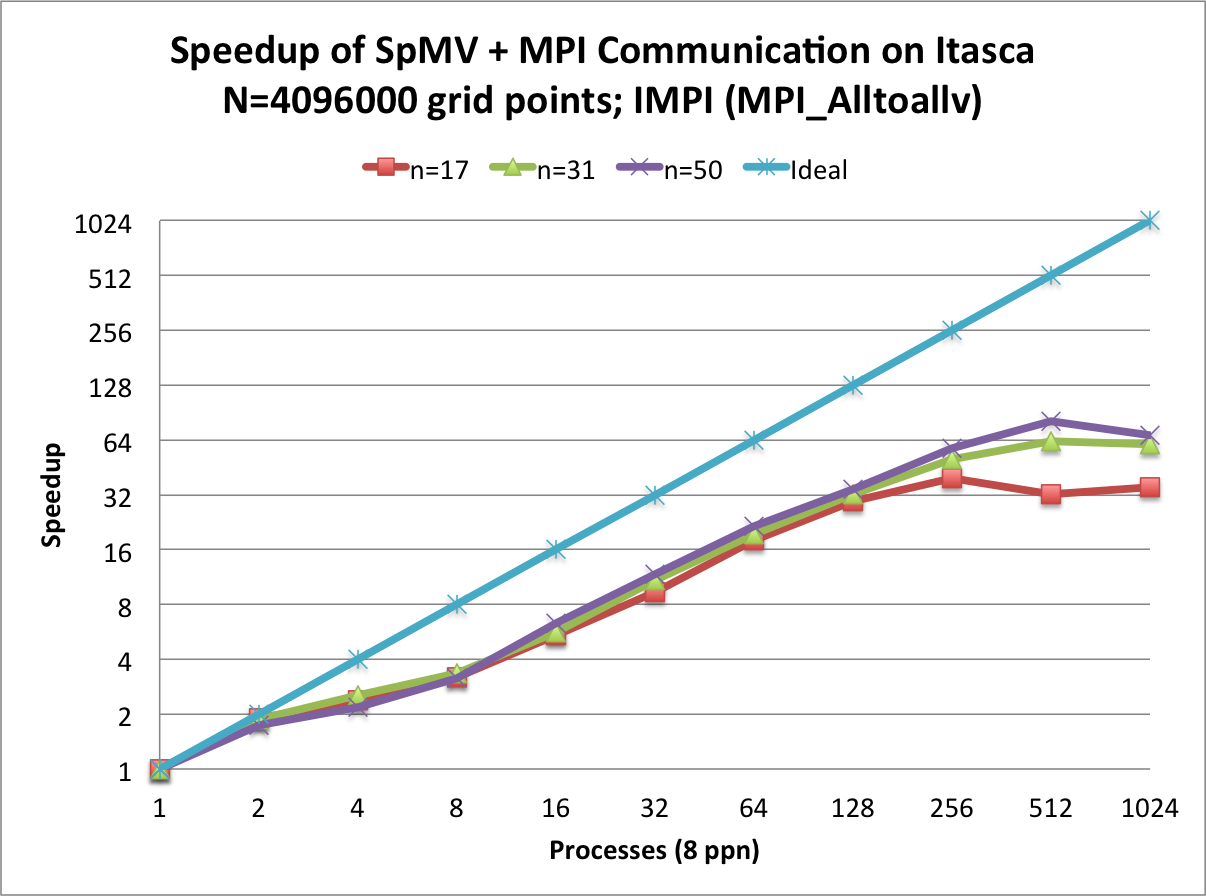 Speedup of SpMV + MPI Communication on Itasca
N=4096000 grid points; IMPI (MPI_Alltoallv)
n=17 n=31 n=50 Ideal
1024
512
256
128
64
32
16
8
4
2
1
Speedup
1 2 4 8 16 32 64 128 256 512 1024
Processes (8 ppn)